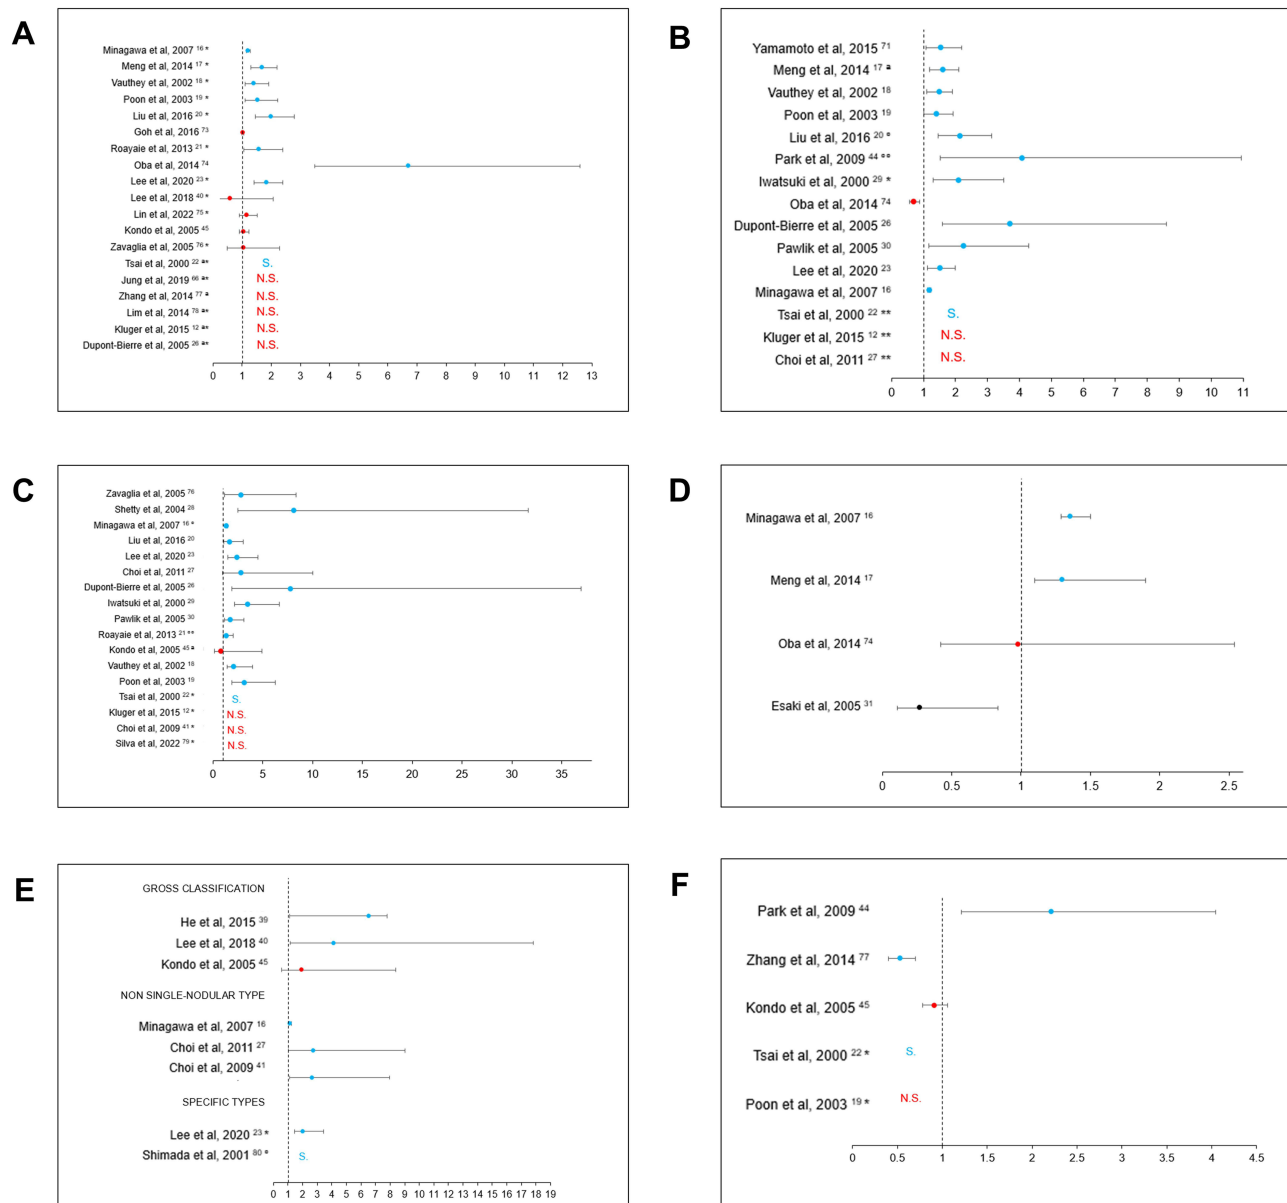 A
Minagawa et al, 2007 16 *
Meng et al, 2014 17 *
Vauthey et al, 2002 18 *
Poon et al, 2003 19 *
Liu et al, 2016 20 *
Goh et al, 2016 73
Roayaie et al, 2013 21 *
Oba et al, 2014 74
Lee et al, 2020 23 *
Lee et al, 2018 40 *
Lin et al, 2022 75 *
Kondo et al, 2005 45
Zavaglia et al, 2005 76 *
Tsai et al, 2000 22 a* S.
Jung et al, 2019 66 a* N.S.
Zhang et al, 2014 77 a N.S.
Lim et al, 2014 78 a* N.S.
Kluger et al, 2015 12 a* N.S.
Dupont-Bierre et al, 2005 26 a* N.S.
0 1 2 3 4 5 6 7 8 9 10 11 12 13
B
Yamamoto et al, 2015 71
Meng et al, 2014 17 a
Vauthey et al, 2002 18
Poon et al, 2003 19
Liu et al, 2016 20 *
Park et al, 2009 44 **
Iwatsuki et al, 2000 29 *
Oba et al, 2014 74
Dupont-Bierre et al, 2005 26
Pawlik et al, 2005 30
Lee et al, 2020 23
Minagawa et al, 2007 16
Tsai et al, 2000 22 ** S.
Kluger et al, 2015 12 ** N.S.
Choi et al, 2011 27 ** N.S.
0 1 2 3 4 5 6 7 8 9 10 11
C
Zavaglia et al, 2005 76
Shetty et al, 2004 28
Minagawa et al, 2007 16 *
Liu et al, 2016 20
Lee et al, 2020 23
Choi et al, 2011 27
Dupont-Bierre et al, 2005 26
Iwatsuki et al, 2000 29
Pawlik et al, 2005 30
Roayaie et al, 2013 21 **
Kondo et al, 2005 45 a
Vauthey et al, 2002 18
Poon et al, 2003 19
Tsai et al, 2000 22 * S.
Kluger et al, 2015 12 * N.S.
Choi et al, 2009 41 * N.S.
Silva et al, 2022 79 * N.S.
0 5 10 15 20 25 30 35
D
Minagawa et al, 2007 16
Meng et al, 2014 17
Oba et al, 2014 74
Esaki et al, 2005 31
0 0.5 1 1.5 2 2.5
E
GROSS CLASSIFICATION
He et al, 2015 39
Lee et al, 2018 40
Kondo et al, 2005 45
NON SINGLE-NODULAR TYPE
Minagawa et al, 2007 16
Choi et al, 2011 27
Choi et al, 2009 41
SPECIFIC TYPES
Lee et al, 2020 23 *
Shimada et al, 2001 80 * S.
0 1 2 3 4 5 6 7 8 9 10 11 12 13 14 15 16 17 18 19
F
Park et al, 2009 44
Zhang et al, 2014 77
Kondo et al, 2005 45
Tsai et al, 2000 22 * S.
Poon et al, 2003 19 * N.S.
0 0.5 1 1.5 2 2.5 3 3.5 4 4.5